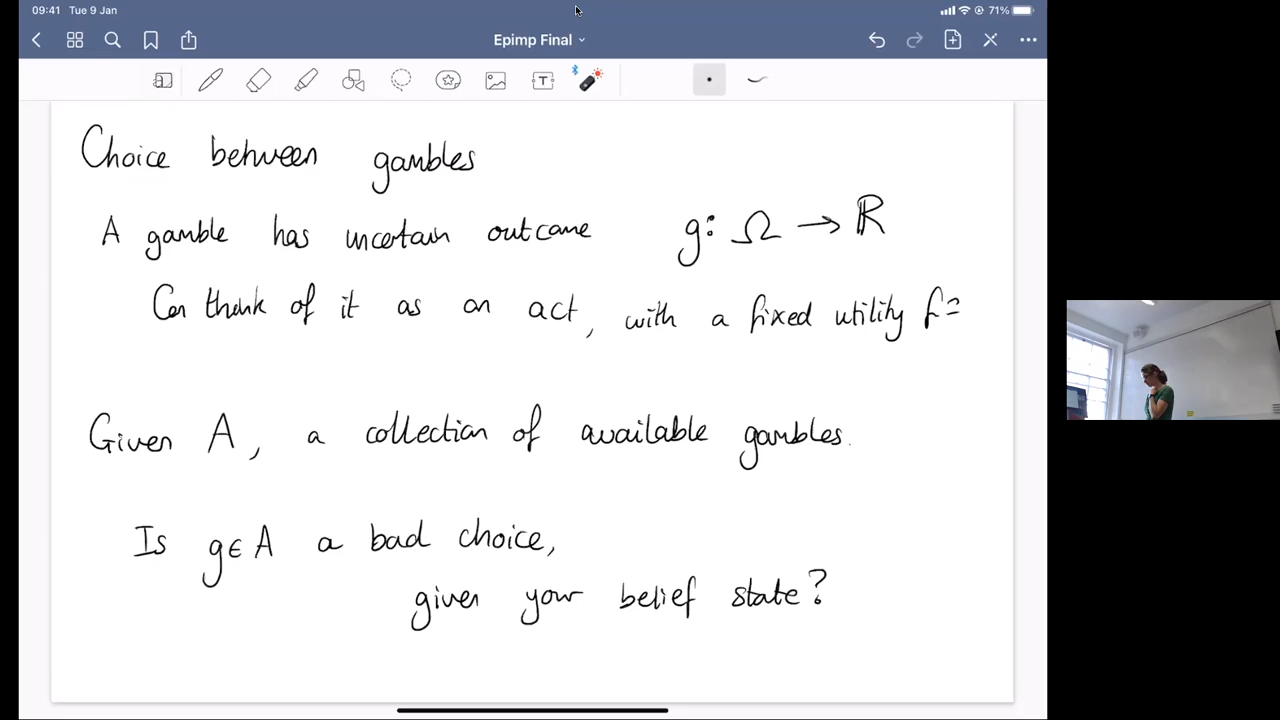 09:41 Tue 9 Jan
71%
Epimp Final
T
Choice between gambles
A gamble has uncertain outcome g: Ω → ℝ
Can think of it as an act, with a fixed utility f=
Given A, a collection of available gambles.
Is g∈A a bad choice,
given your belief state?